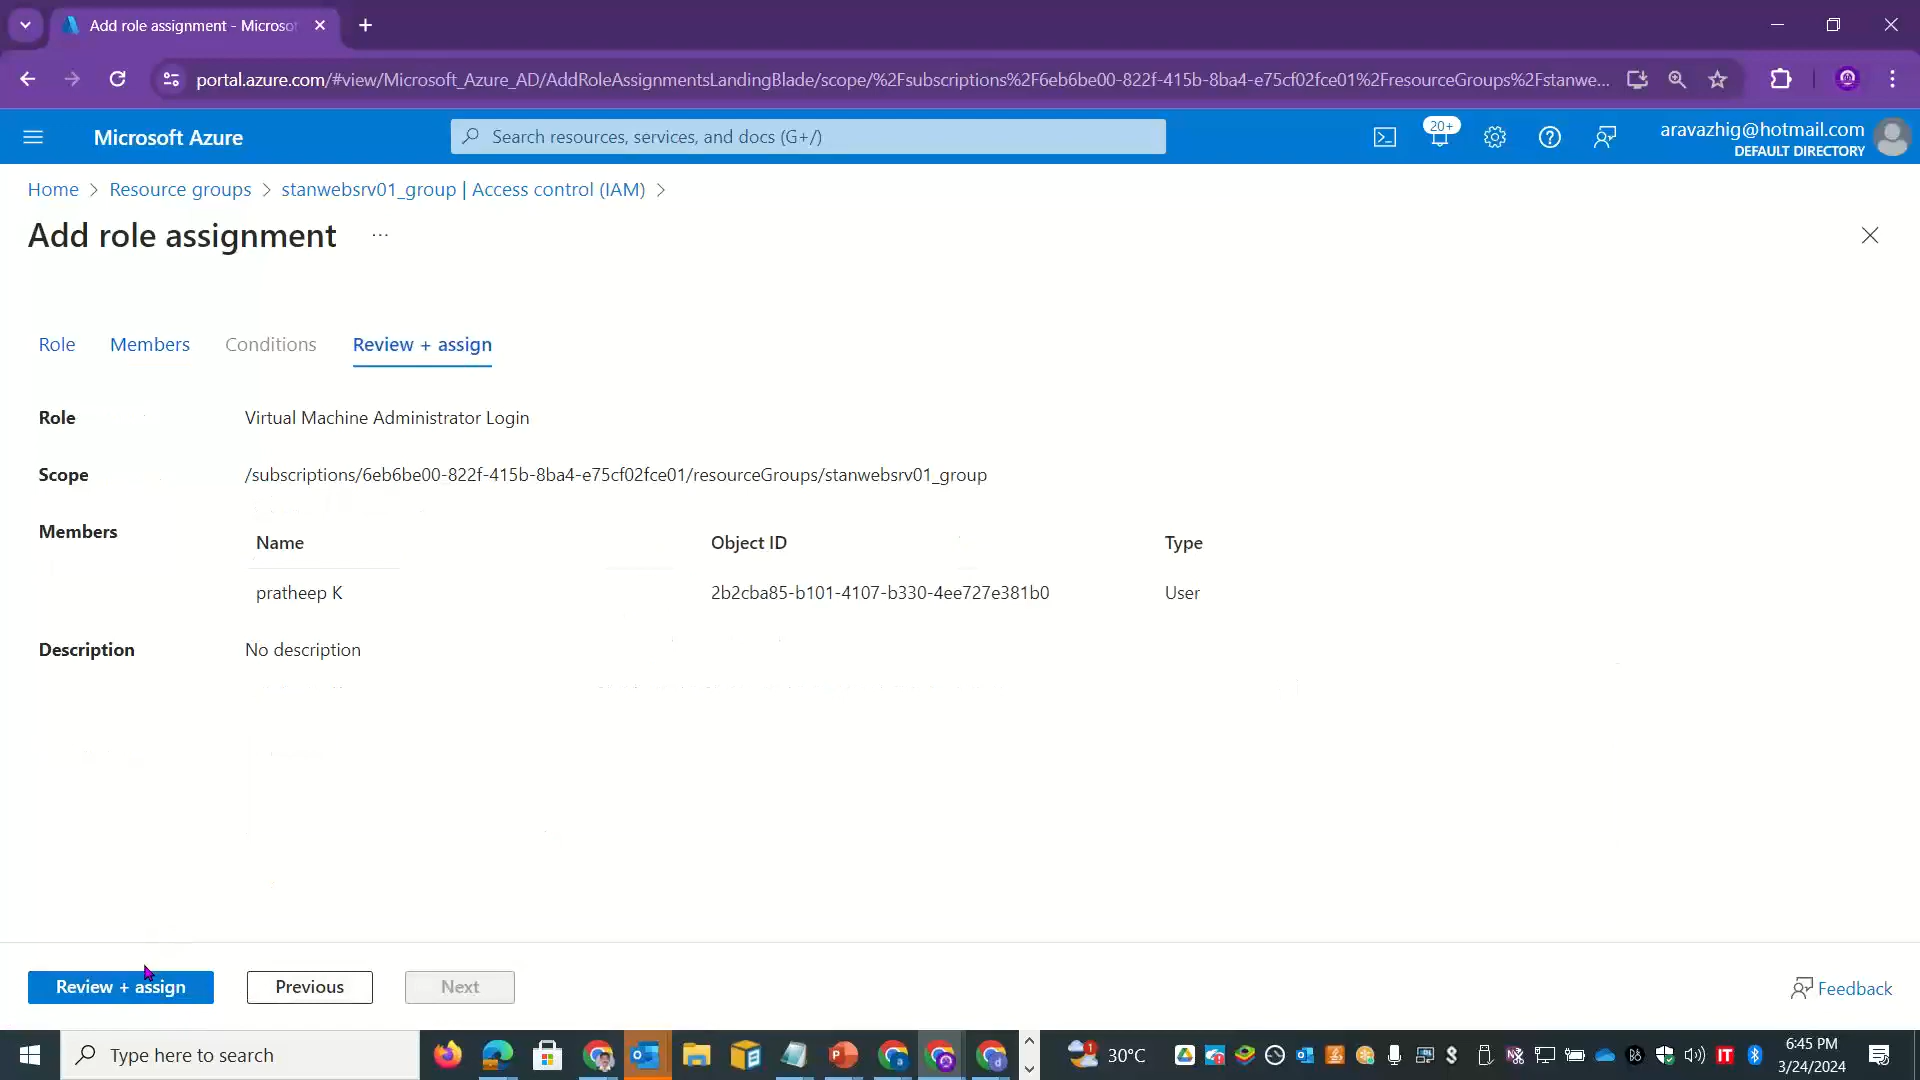 Add role assignment - Microso
portal.azure.com/#view/Microsoft_Azure_AD/AddRoleAssignmentsLandingBlade/scope/%2Fsubscriptions%2F6eb6be00-822f-415b-8ba4-e75cf02fce01%2FresourceGroups%2Fstanwe...
Microsoft Azure
Search resources, services, and docs (G+/)
20+
aravazhig@hotmail.com
DEFAULT DIRECTORY
Home > Resource groups > stanwebsrv01_group | Access control (IAM) >
Add role assignment ...
Role Members Conditions Review + assign
Role Virtual Machine Administrator Login
Scope /subscriptions/6eb6be00-822f-415b-8ba4-e75cf02fce01/resourceGroups/stanwebsrv01_group
Members
Name Object ID Type
pratheep K 2b2cba85-b101-4107-b330-4ee727e381b0 User
Description No description
Review + assign Previous Next Feedback
Type here to search
30°C
6:45 PM
3/24/2024